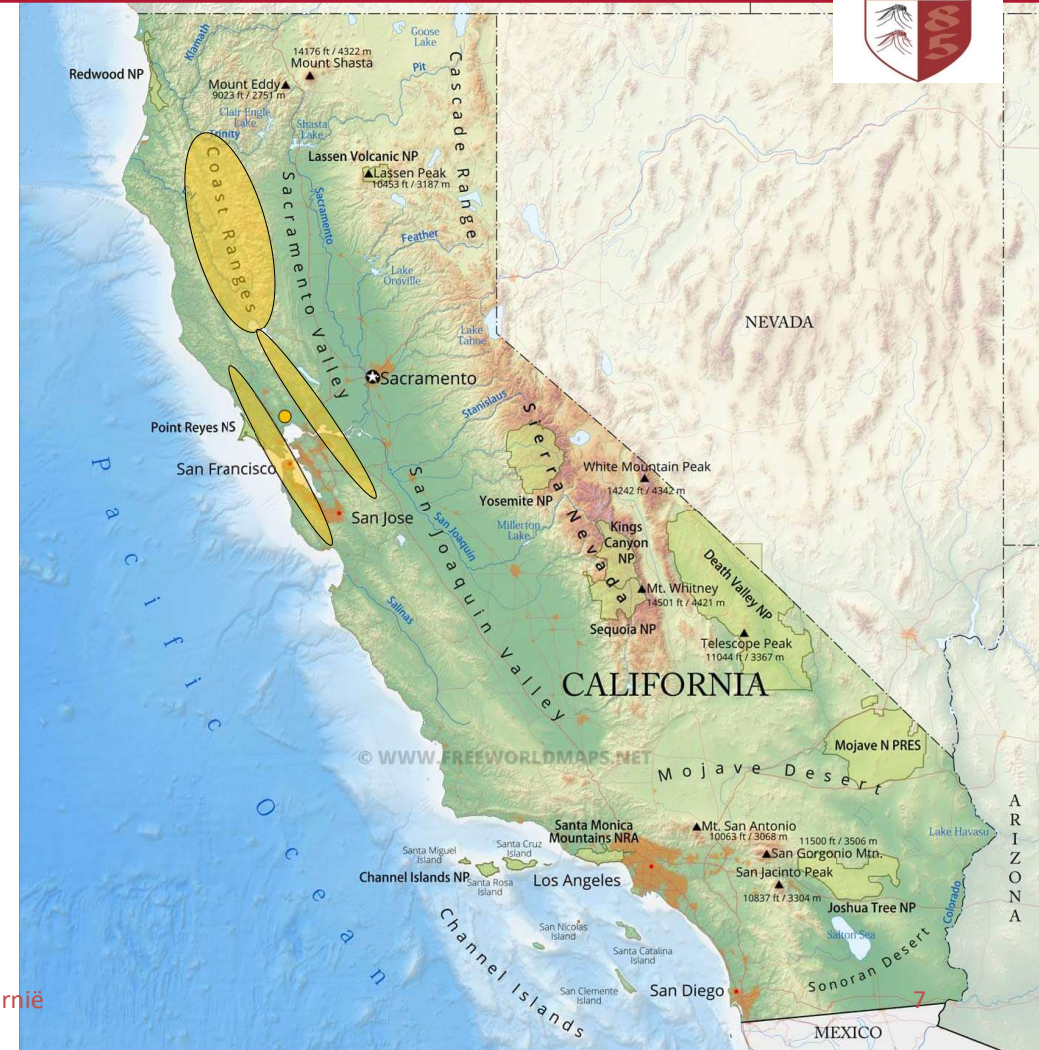 85
Klamath
Goose
Lake
14176 ft / 4322 m
Mount Shasta
Pit
Redwood NP
Mount Eddy
9023 ft / 2751 m
Cascade Range
Clair Engle
Lake
Trinity
Shasta
Lake
Lassen Volcanic NP
Lassen Peak
10453 ft / 3187 m
Coast Ranges
Sacramento Valley
Sacramento
Feather
Lake
Oroville
NEVADA
Lake
Tahoe
Sacramento
Stanislaus
Point Reyes NS
San Francisco
Sierra Nevada
White Mountain Peak
14242 ft / 4342 m
Yosemite NP
San Jose
San Joaquin
Millerton
Lake
Kings
Canyon
NP
San Joaquin Valley
Death Valley NP
Mt. Whitney
14501 ft / 4421 m
Salinas
Sequoia NP
Telescope Peak
11044 ft / 3367 m
Pacific Ocean
CALIFORNIA
Mojave N PRES
© WWW.FREEWORLDMAPS.NET
Mojave Desert
ARIZONA
Santa Monica
Mountains NRA
Mt. San Antonio
10063 ft / 3068 m
11500 ft / 3506 m
San Gorgonio Mtn.
Lake Havasu
Santa Miguel
Island
Santa Cruz
Island
Channel Islands NP
Santa Rosa
Island
Los Angeles
San Jacinto Peak
10837 ft / 3304 m
Joshua Tree NP
Colorado
Channel Islands
San Nicolas
Island
Santa Catalina
Island
Salton Sea
Sonoran Desert
San Clemente
Island
San Diego
rnië
7
MEXICO